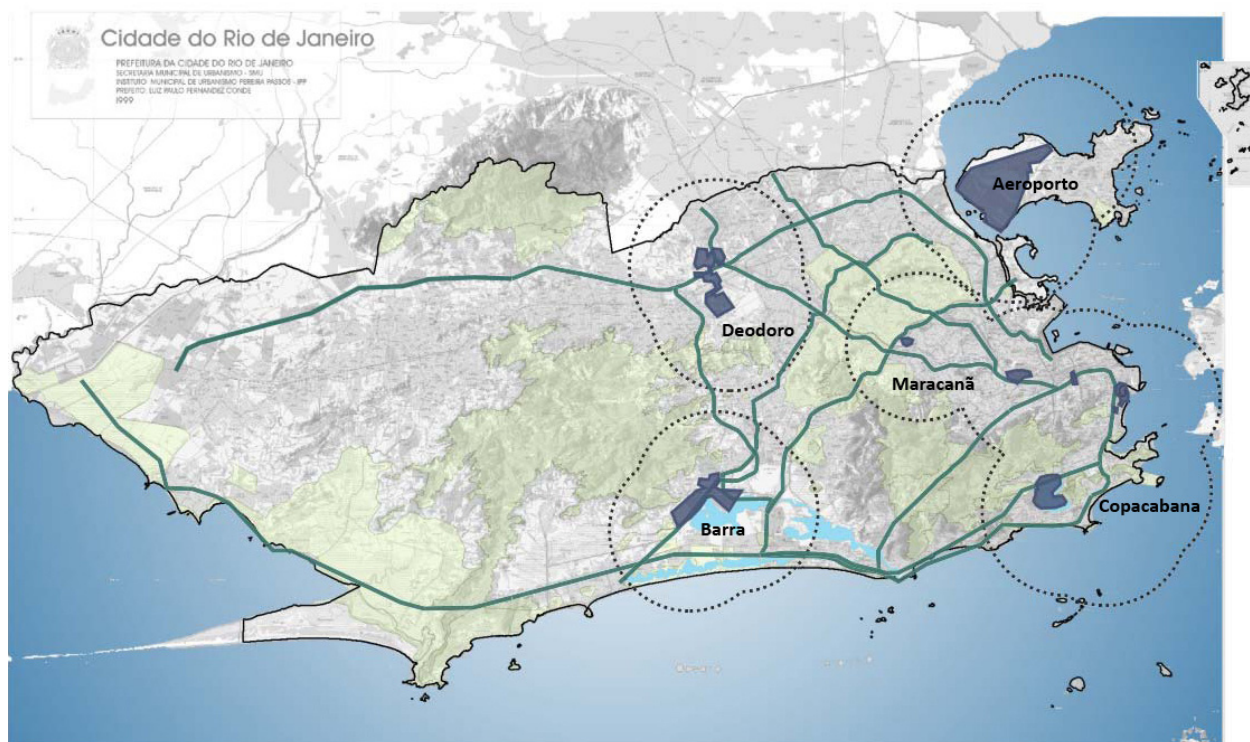 Cidade do Rio de Janeiro
PREFEITURA DA CIDADE DO RIO DE JANEIRO
SECRETARIA MUNICIPAL DE URBANISMO - SMU
INSTITUTO MUNICIPAL DE URBANISMO PEREIRA PASSOS - IPP
PREFEITO: LUIZ PAULO FERNANDEZ CONDE
1999
Aeroporto
Deodoro
Maracanã
Copacabana
Barra